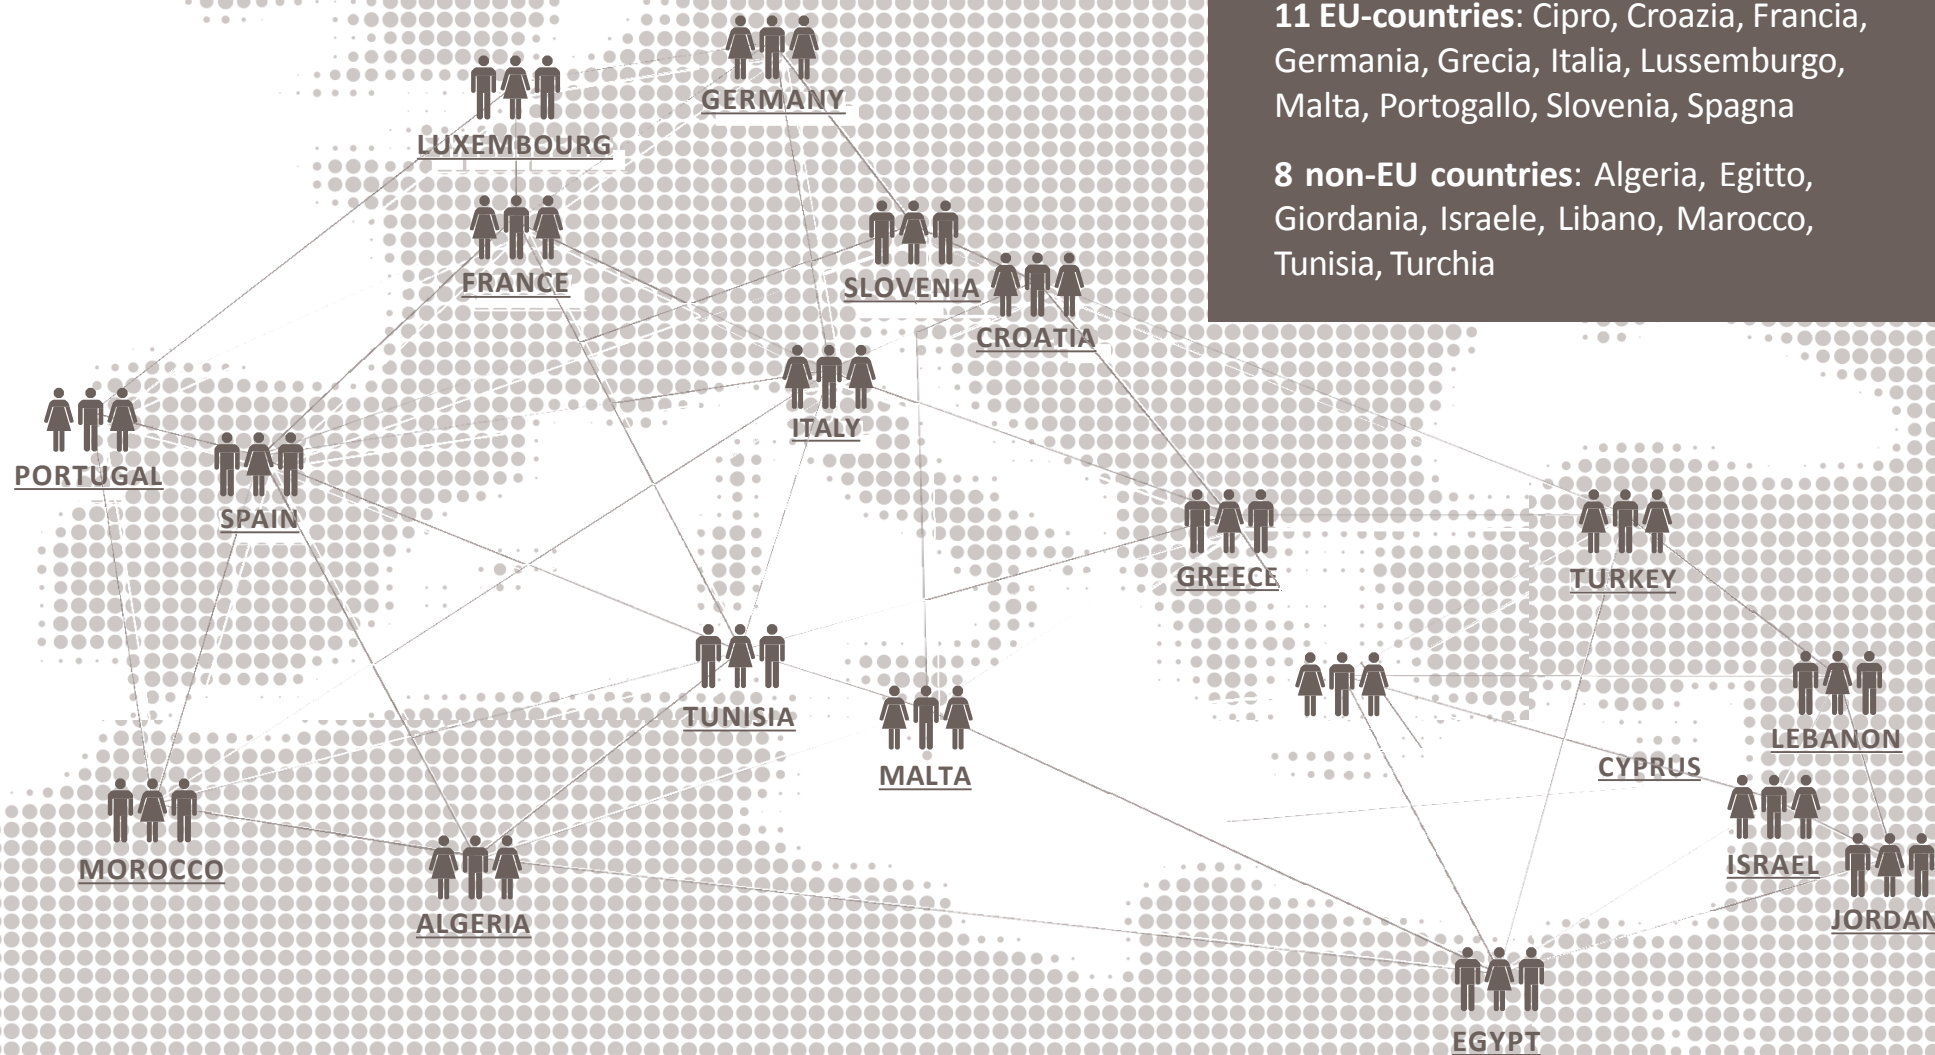 11 EU-countries: Cipro, Croazia, Francia,
Germania, Grecia, Italia, Lussemburgo,
Malta, Portogallo, Slovenia, Spagna
8 non-EU countries: Algeria, Egitto,
Giordania, Israele, Libano, Marocco,
Tunisia, Turchia
GERMANY
LUXEMBOURG
FRANCE
SLOVENIA
CROATIA
ITALY
PORTUGAL
SPAIN
GREECE
TURKEY
TUNISIA
MALTA
LEBANON
CYPRUS
MOROCCO
ISRAEL
ALGERIA
JORDAN
EGYPT